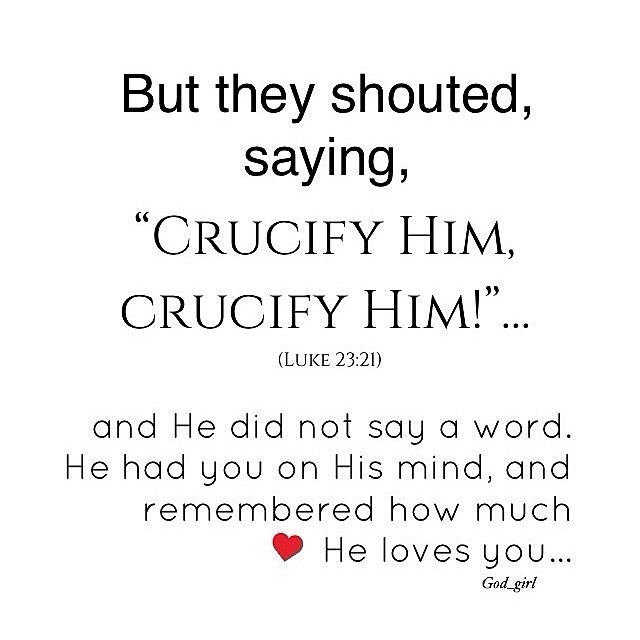 But they shouted,
saying,
“CRUCIFY HIM,
CRUCIFY HIM!”...
(LUKE 23:21)
and He did not say a word.
He had you on His mind, and
remembered how much
He loves you...
God_girl